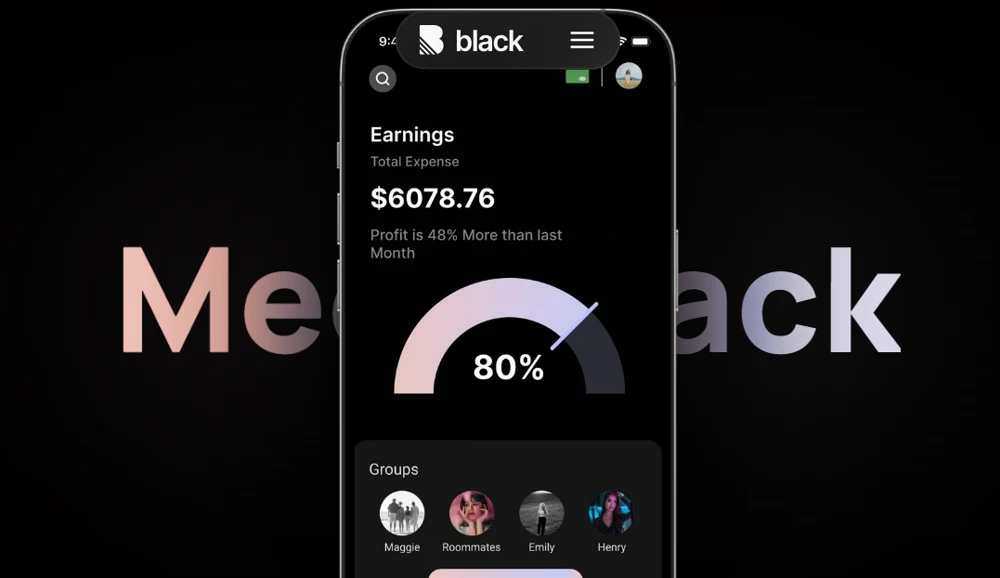 9:4
black
Earnings
Total Expense
$6078.76
Profit is 48% More than last
Month
Me
ack
80%
Groups
Maggie
Roommates
Emily
Henry